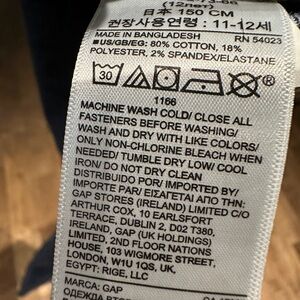 (12лет)
日本 150 CM
권장사용연령 : 11-12세
MADE IN BANGLADESH
RN 54023
US/GB/EG: 80% COTTON, 18%
POLYESTER, 2% SPANDEX/ELASTANE
30
1166
MACHINE WASH COLD/ CLOSE ALL
FASTENERS BEFORE WASHING/
WASH AND DRY WITH LIKE COLORS/
ONLY NON-CHLORINE BLEACH WHEN
NEEDED/ TUMBLE DRY LOW/ COOL
IRON/ DO NOT DRY CLEAN
DISTRIBUIDO POR/ IMPORTED BY/
IMPORTE PAR/ ΕΙΣΑΓΕΤΑΙ ΑΠΟ ΤΗΝ:
GAP STORES (IRELAND) LIMITED C/O
ARTHUR COX, 10 EARLSFORT
TERRACE, DUBLIN 2, D02 T380,
IRELAND, GAP (UK HOLDINGS)
LIMITED, 2ND FLOOR NATIONS
HOUSE, 103 WIGMORE STREET,
LONDON, W1U 1QS, UK,
EGYPT: RIGE, LLC
MARCA: GAP
ОДЕЖДА